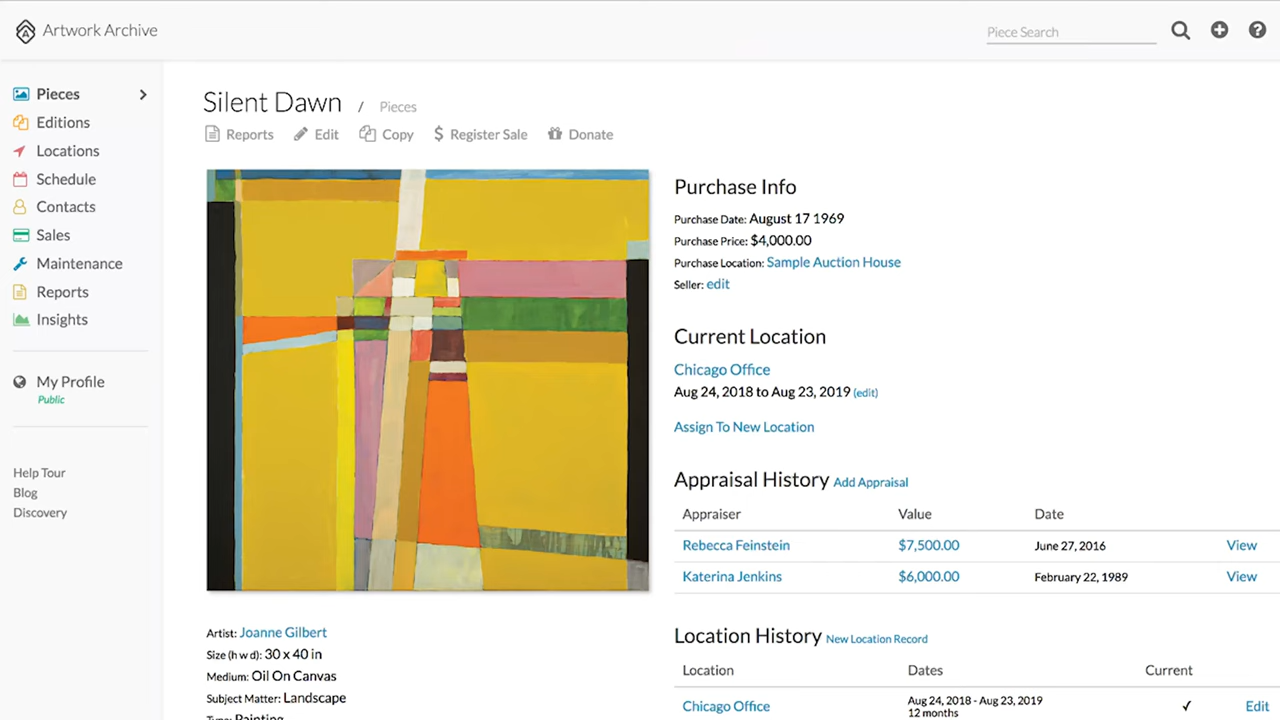 Artwork Archive
Piece Search
Pieces
Editions
Locations
Schedule
Contacts
Sales
Maintenance
Reports
Insights
My Profile
Public
Help Tour
Blog
Discovery
Silent Dawn / Pieces
Reports Edit Copy Register Sale Donate
Artist: Joanne Gilbert
Size (h w d): 30 x 40 in
Medium: Oil On Canvas
Subject Matter: Landscape
Type: Painting
Purchase Info
Purchase Date: August 17 1969
Purchase Price: $4,000.00
Purchase Location: Sample Auction House
Seller: edit
Current Location
Chicago Office
Aug 24, 2018 to Aug 23, 2019 (edit)
Assign To New Location
Appraisal History Add Appraisal
Appraiser Value Date
Rebecca Feinstein $7,500.00 June 27, 2016 View
Katerina Jenkins $6,000.00 February 22, 1989 View
Location History New Location Record
Location Dates Current
Chicago Office Aug 24, 2018 - Aug 23, 2019 ✓ Edit
12 months